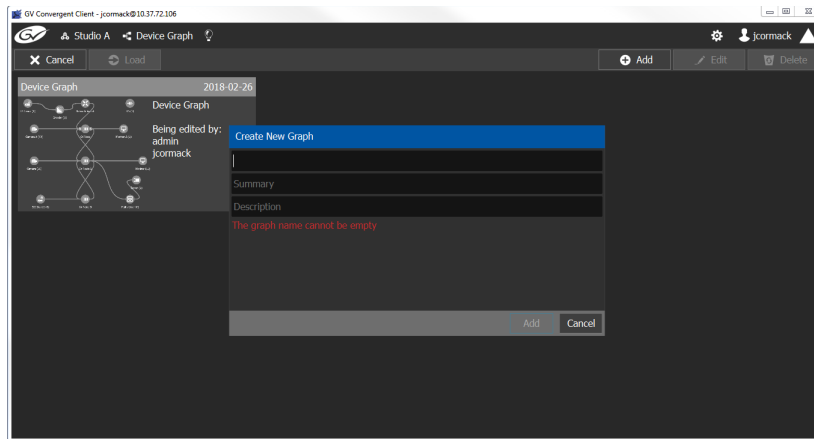 GV Convergent Client - jcormack@10.37.72.106
GV Studio A Device Graph jcormack
Cancel Load Add Edit Delete
Device Graph 2018-02-26
Device Graph
Being edited by:
admin
jcormack
Create New Graph
Summary
Description
The graph name cannot be empty
Add Cancel